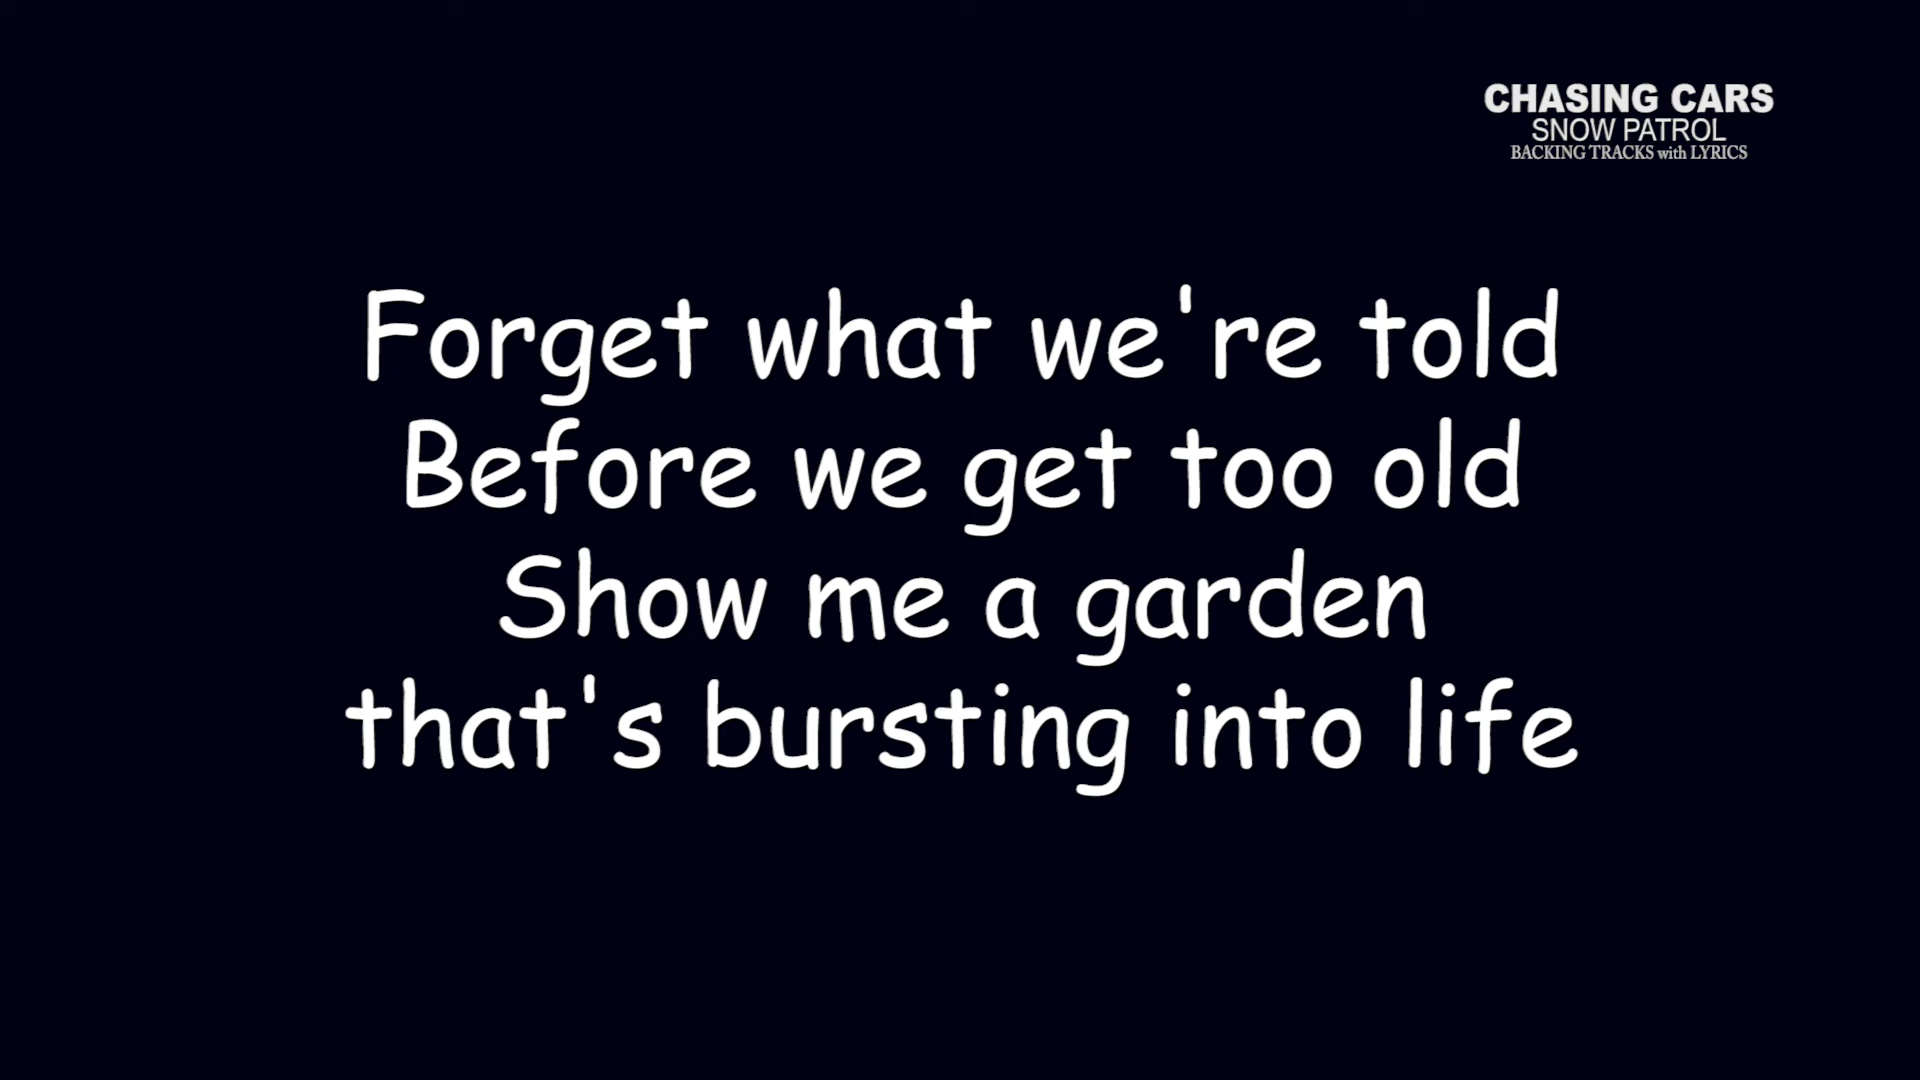 CHASING CARS
SNOW PATROL
BACKING TRACKS with LYRICS
Forget what we're told
Before we get too old
Show me a garden
that's bursting into life